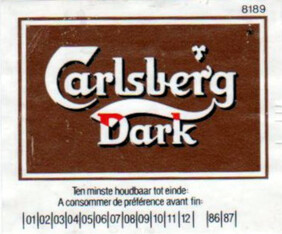 8189
Carlsberg
Dark
Ten minste houdbaar tot einde:
A consommer de préférence avant fin:
|01|02|03|04|05|06|07|08|09|10|11|12| |86|87|